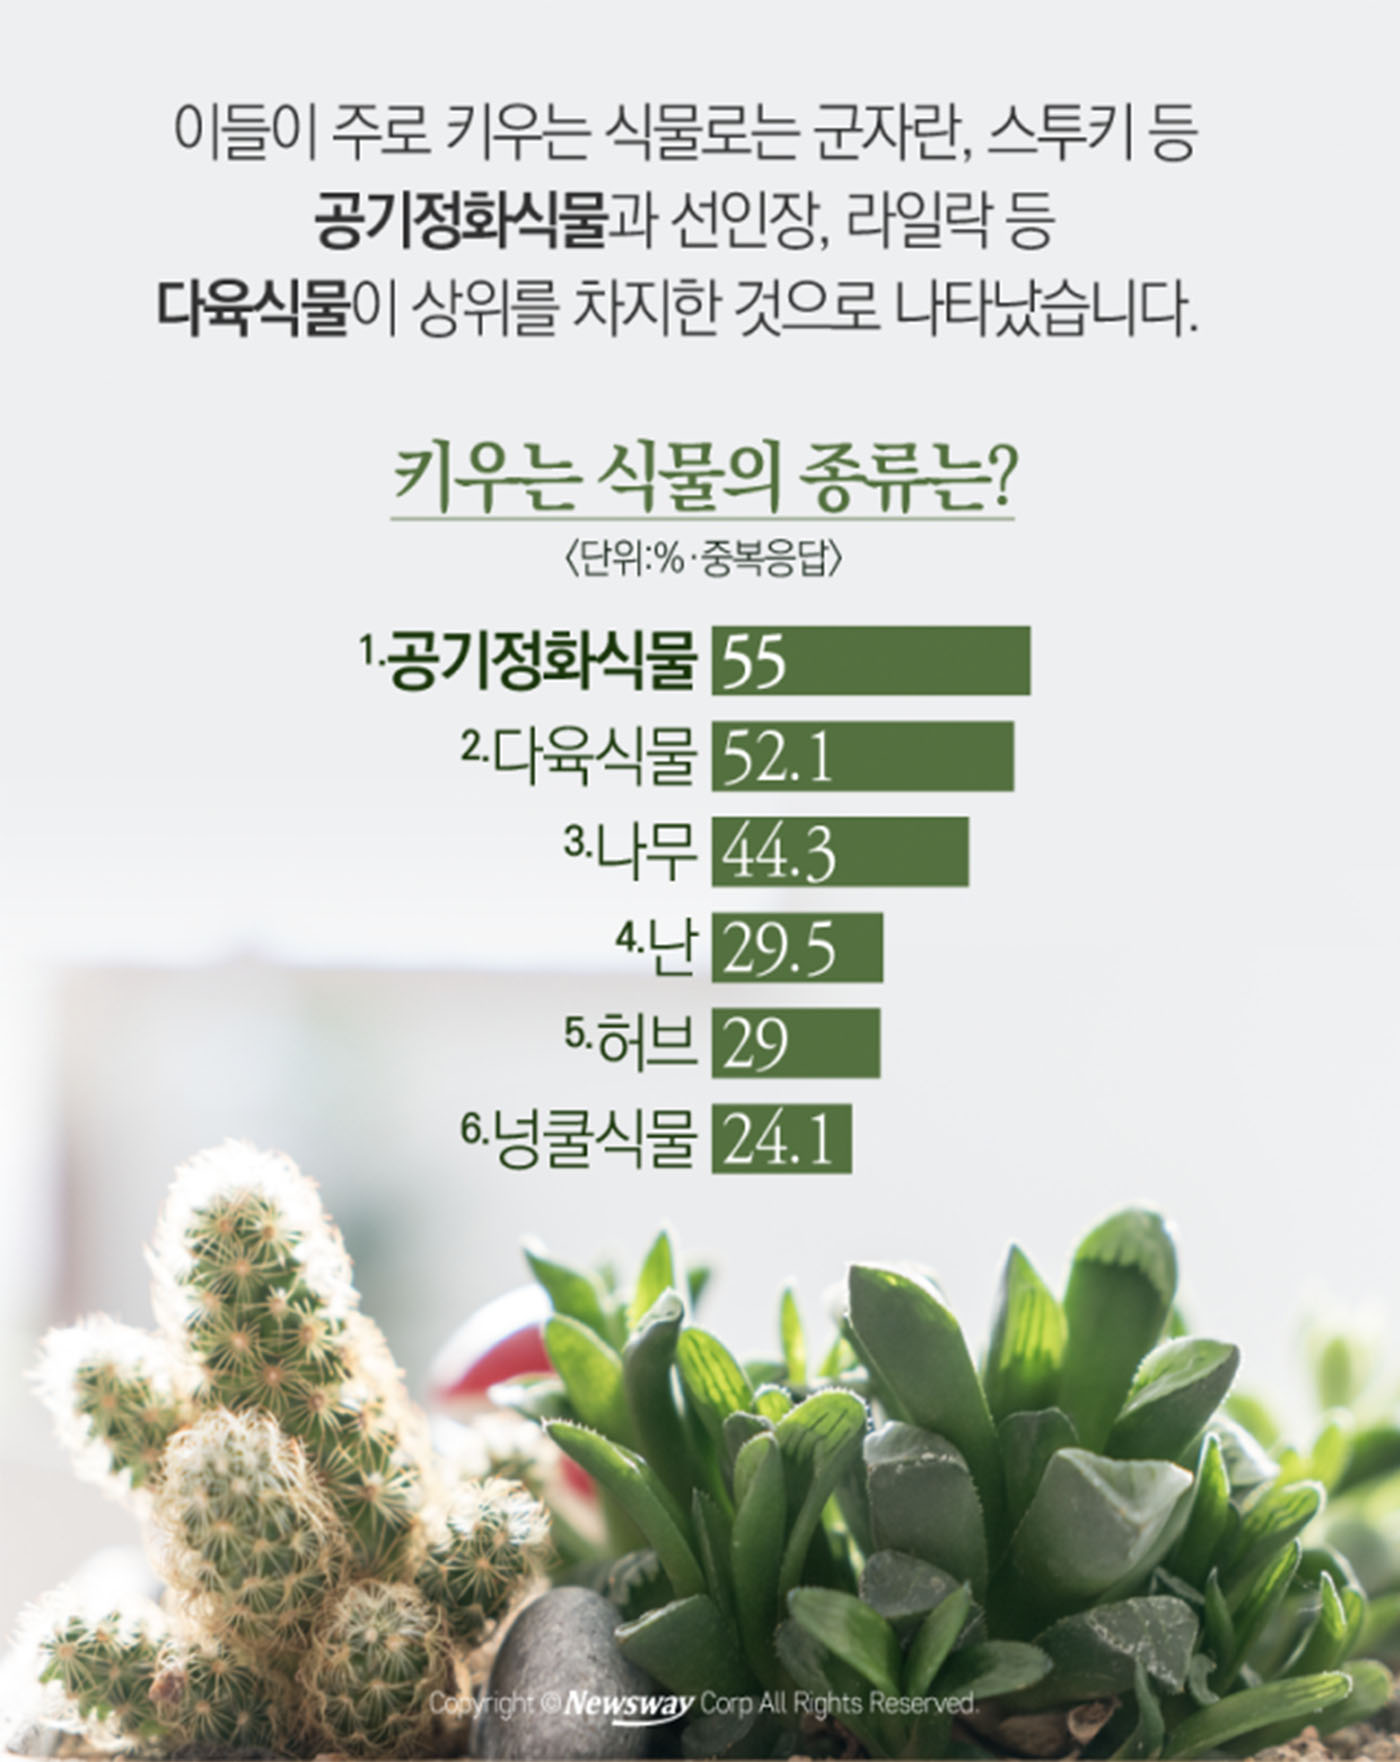 이들이 주로 키우는 식물로는 군자란, 스투키 등
공기정화식물과 선인장, 라일락 등
다육식물이 상위를 차지한 것으로 나타났습니다.
키우는 식물의 종류는?
〈단위:%·중복응답〉
1.공기정화식물 55
2.다육식물 52.1
3.나무 44.3
4.난 29.5
5.허브 29
6.넝쿨식물 24.1
Copyright © Newsway Corp All Rights Reserved.